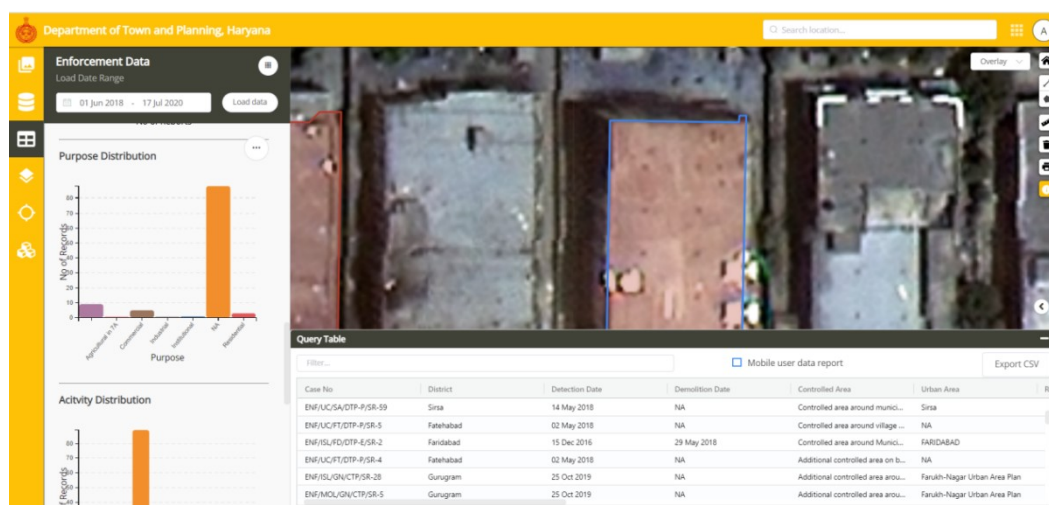 Department of Town and Planning, Haryana
Search location...
A
Enforcement Data
Load Date Range
01 Jun 2018 - 17 Jul 2020
Load data
Overlay
No of Records
Purpose Distribution
No of Records
80
70
60
50
40
30
20
10
0
Agricultural in TA
Commercial
Industrial
Institutional
NA
Residential
Purpose
Acitvity Distribution
of Records
80
70
60
50
40
Query Table
Filter...
Mobile user data report
Export CSV
Case No District Detection Date Demolition Date Controlled Area Urban Area R
ENF/UC/SA/DTP-P/SR-59 Sirsa 14 May 2018 NA Controlled area around munici... Sirsa
ENF/UC/FT/DTP-P/SR-5 Fatehabad 02 May 2018 NA Controlled area around village ... NA
ENF/ISL/FD/DTP-E/SR-2 Faridabad 15 Dec 2016 29 May 2018 Controlled area around Munici... FARIDABAD
ENF/UC/FT/DTP-P/SR-4 Fatehabad 02 May 2018 NA Additional controlled area on b... NA
ENF/ISL/GN/CTP/SR-28 Gurugram 25 Oct 2019 NA Additional controlled area arou... Farukh-Nagar Urban Area Plan
ENF/MOL/GN/CTP/SR-5 Gurugram 25 Oct 2019 NA Additional controlled area arou... Farukh-Nagar Urban Area Plan